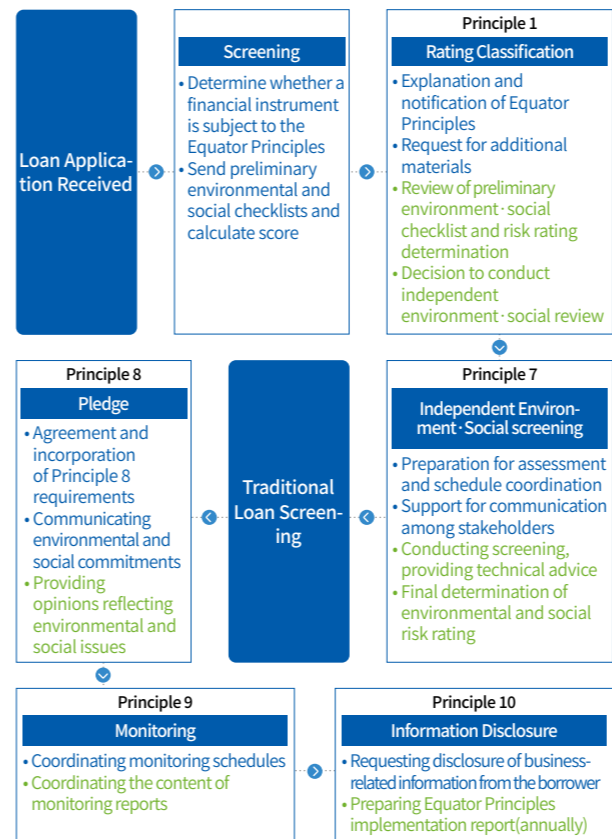 Loan Applica-
tion Received
Screening
• Determine whether a
financial instrument
is subject to the
Equator Principles
• Send preliminary
environmental and
social checklists and
calculate score
Principle 1
Rating Classification
• Explanation and
notification of Equator
Principles
• Request for additional
materials
• Review of preliminary
environment·social
checklist and risk rating
determination
• Decision to conduct
independent
environment·social review
Principle 7
Independent Environ-
ment·Social screening
• Preparation for assessment
and schedule coordination
• Support for communication
among stakeholders
• Conducting screening,
providing technical advice
• Final determination of
environmental and social
risk rating
Traditional
Loan Screen-
ing
Principle 8
Pledge
• Agreement and
incorporation
of Principle 8
requirements
• Communicating
environmental and
social commitments
• Providing
opinions reflecting
environmental and
social issues
Principle 9
Monitoring
• Coordinating monitoring schedules
• Coordinating the content of
monitoring reports
Principle 10
Information Disclosure
• Requesting disclosure of business-
related information from the borrower
• Preparing Equator Principles
implementation report(annually)